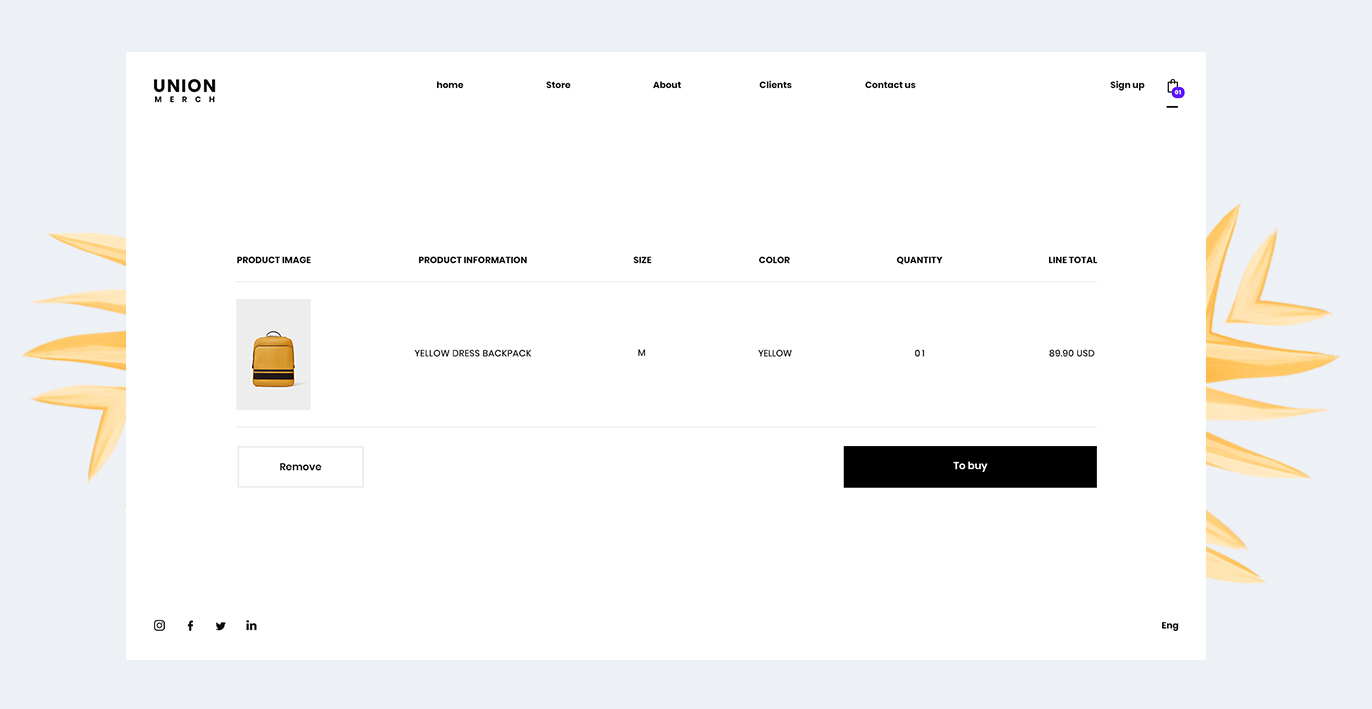 UNION
MERCH
home Store About Clients Contact us Sign up
01
PRODUCT IMAGE PRODUCT INFORMATION SIZE COLOR QUANTITY LINE TOTAL
YELLOW DRESS BACKPACK M YELLOW 01 89.90 USD
Remove To buy
Eng